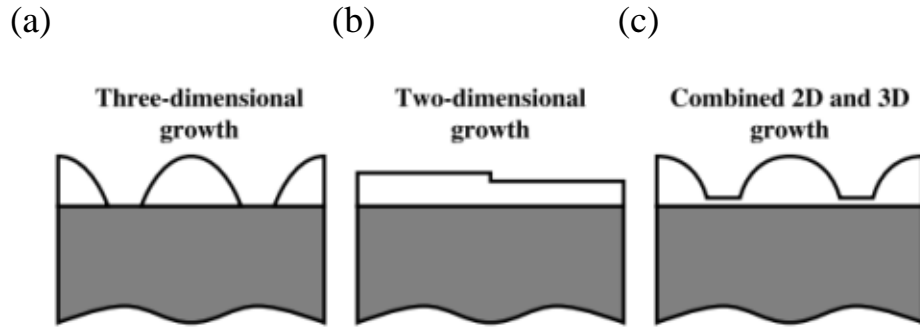 (a)
(b)
(c)
Three-dimensional
growth
Two-dimensional
growth
Combined 2D and 3D
growth